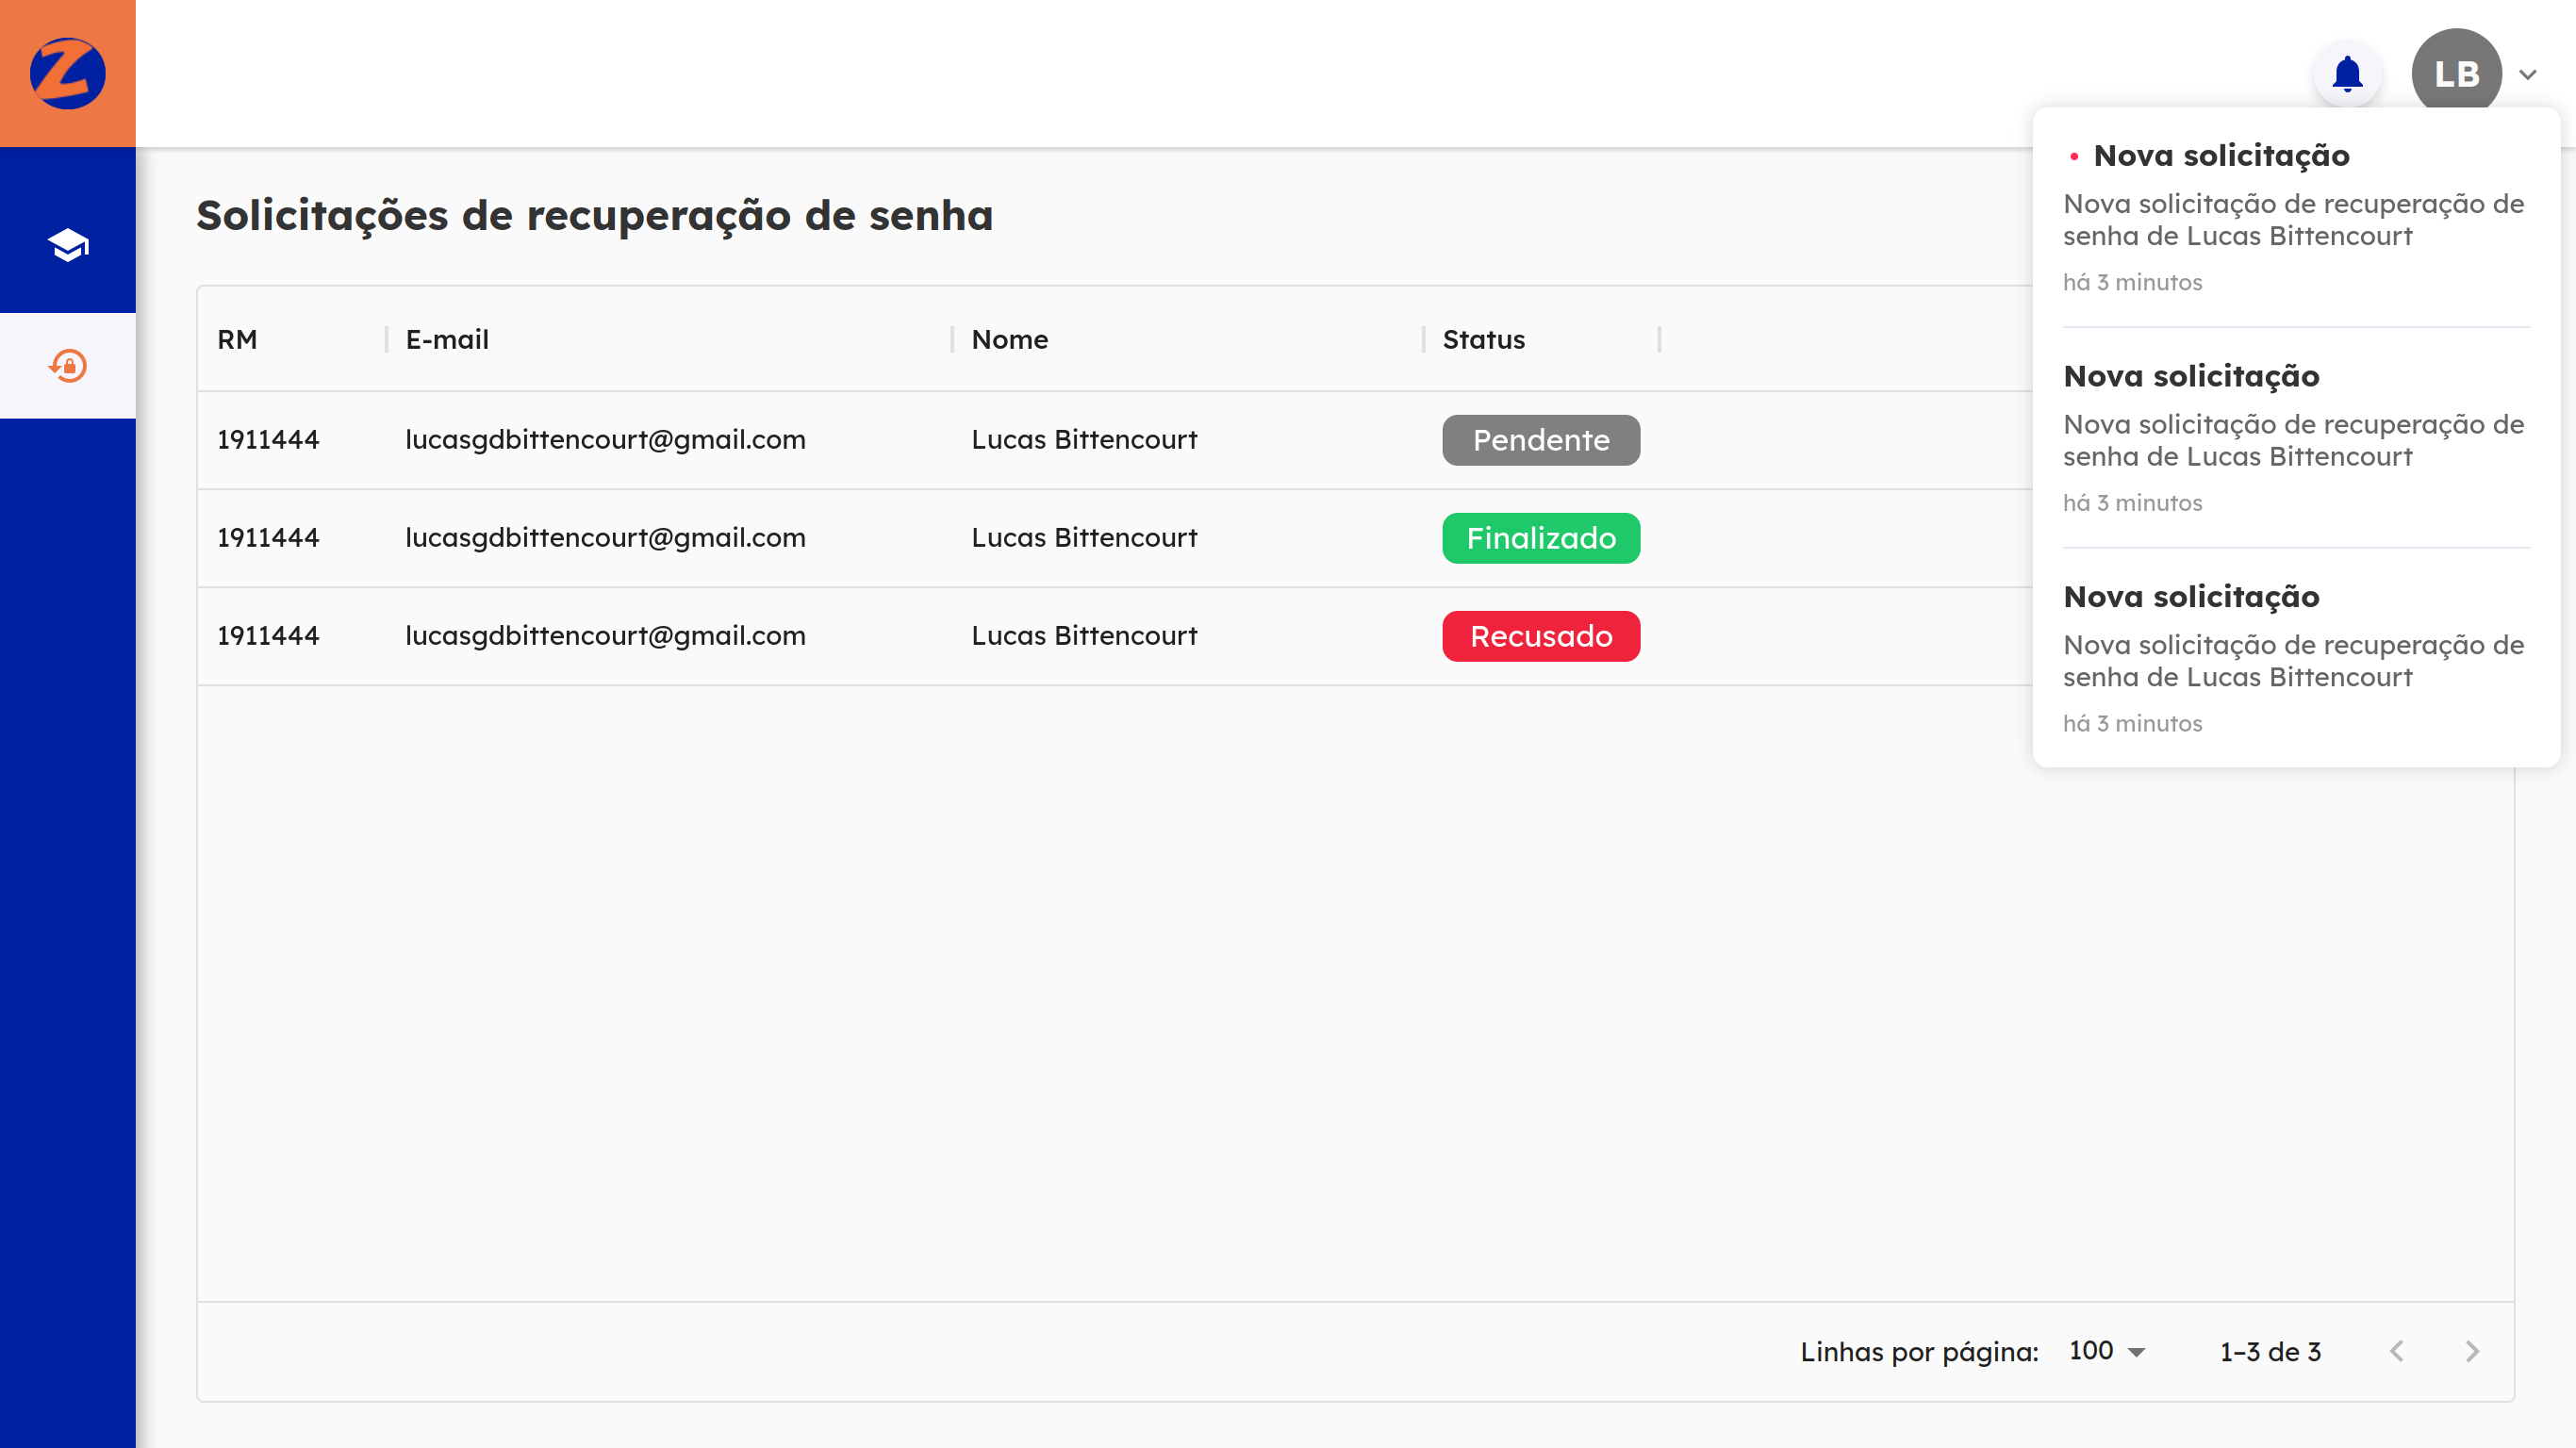 Z
LB
Solicitações de recuperação de senha
RM E-mail Nome Status
1911444 lucasgdbittencourt@gmail.com Lucas Bittencourt Pendente
1911444 lucasgdbittencourt@gmail.com Lucas Bittencourt Finalizado
1911444 lucasgdbittencourt@gmail.com Lucas Bittencourt Recusado
• Nova solicitação
Nova solicitação de recuperação de
senha de Lucas Bittencourt
há 3 minutos
Nova solicitação
Nova solicitação de recuperação de
senha de Lucas Bittencourt
há 3 minutos
Nova solicitação
Nova solicitação de recuperação de
senha de Lucas Bittencourt
há 3 minutos
Linhas por página: 100 1–3 de 3